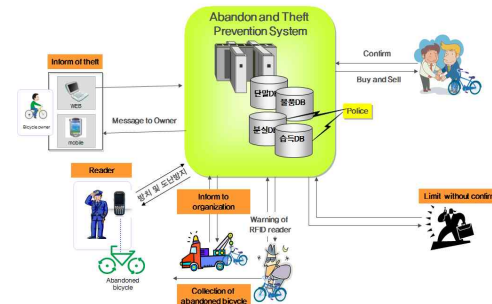 Abandon and Theft
Prevention System
Confirm
Buy and Sell
Inform of theft
WEB
mobile
Bicycle owner
Message to Owner
단말DB
물품DB
분실DB
습득DB
Police
Reader
방치 및 도난방지
Abandoned
bicycle
Inform to
organization
Warning of
RFID reader
Collection of
abandoned bicycle
Limit without confirm